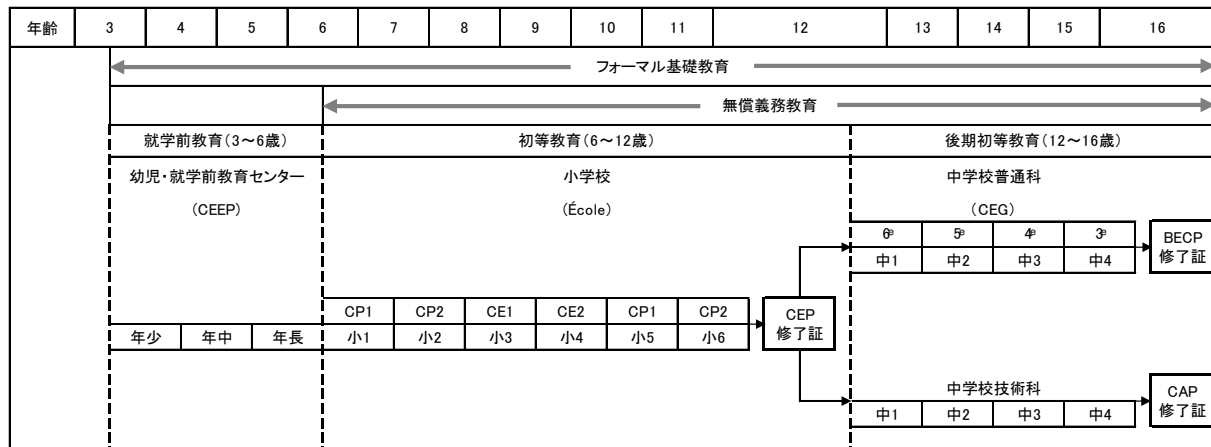 年齢 3 4 5 6 7 8 9 10 11 12 13 14 15 16
フォーマル基礎教育
無償義務教育
就学前教育(3~6歳) 初等教育(6~12歳) 後期初等教育(12~16歳)
幼児・就学前教育センター 小学校 中学校普通科
(CEEP) (École) (CEG)
6e 5e 4e 3e
中1 中2 中3 中4
BECP
修了証
CP1 CP2 CE1 CE2 CP1 CP2
年少 年中 年長 小1 小2 小3 小4 小5 小6
CEP
修了証
中学校技術科
中1 中2 中3 中4
CAP
修了証